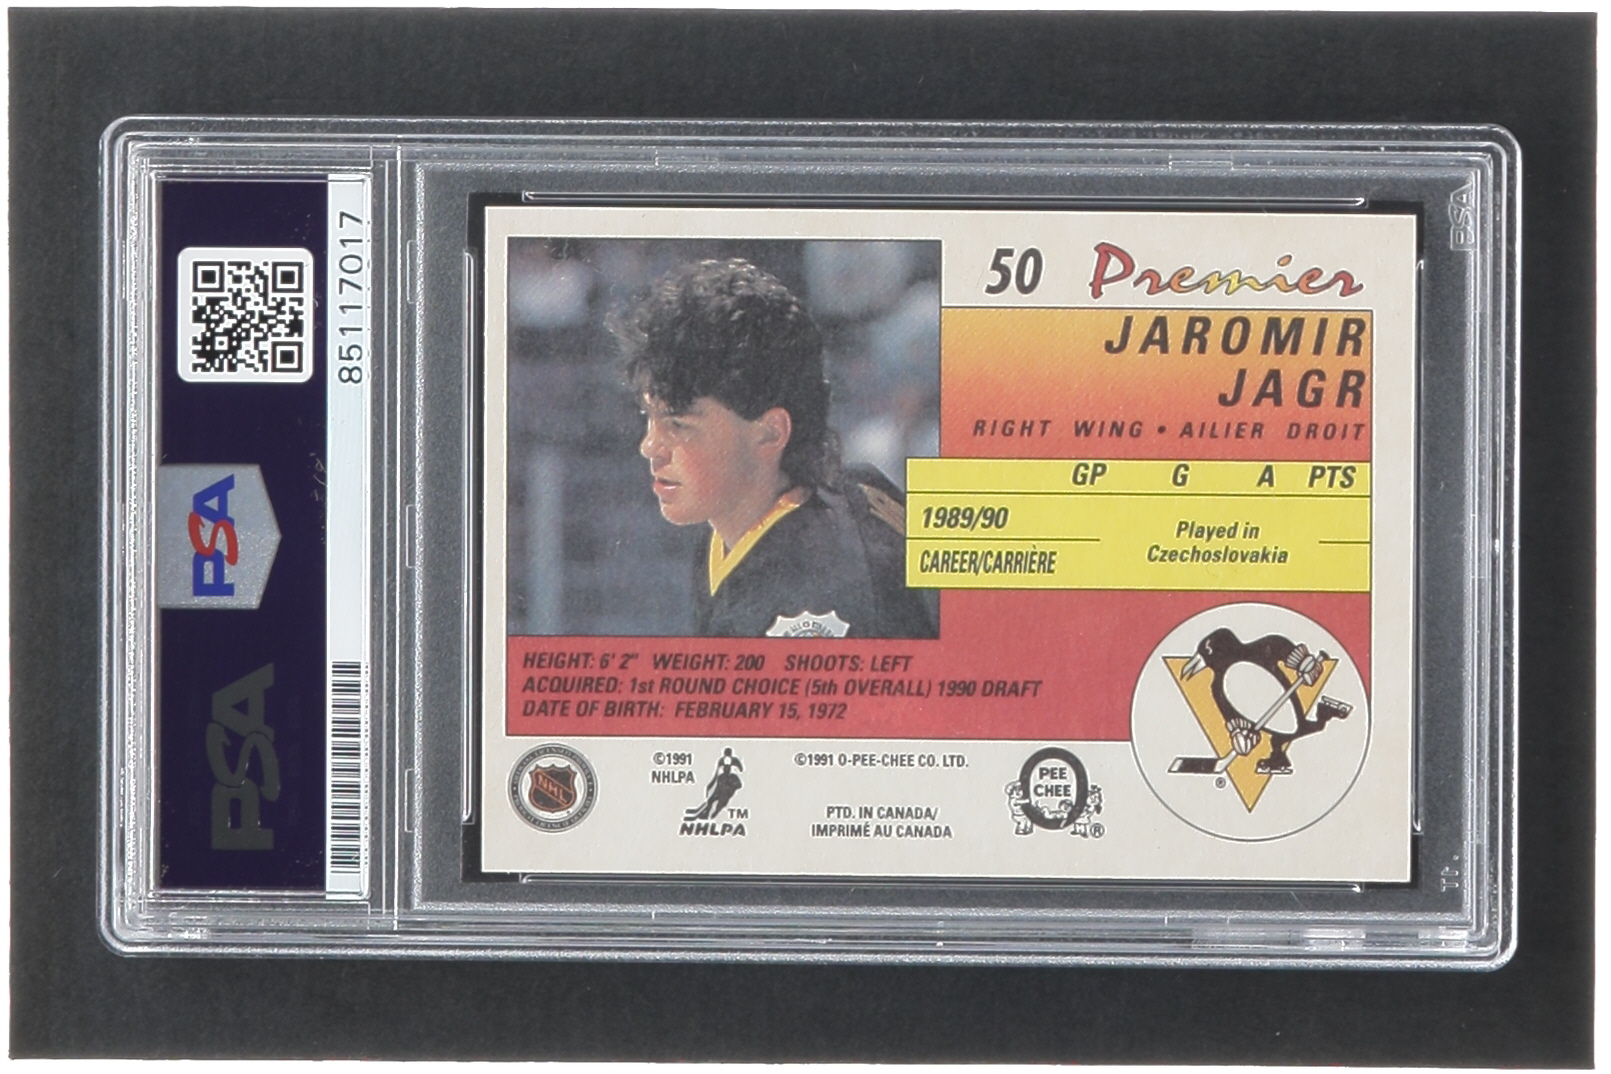 85117017
PSA
PSA
PSA
50 Premier
JAROMIR
JAGR
RIGHT WING • AILIER DROIT
GP G A PTS
1989/90
CAREER/CARRIÈRE
Played in
Czechoslovakia
HEIGHT: 6' 2" WEIGHT: 200 SHOOTS: LEFT
ACQUIRED: 1st ROUND CHOICE (5th OVERALL) 1990 DRAFT
DATE OF BIRTH: FEBRUARY 15, 1972
NHL
©1991
NHLPA
TM
NHLPA
©1991 O-PEE-CHEE CO. LTD.
PTD. IN CANADA/
IMPRIMÉ AU CANADA
O
PEE
CHEE
®
®